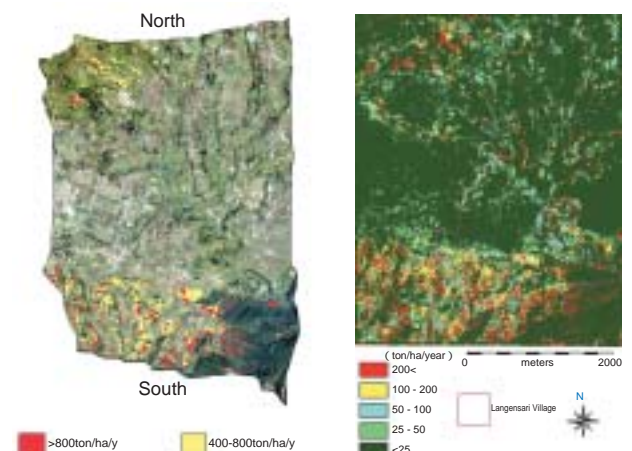 North
South
>800ton/ha/y
400-800ton/ha/y
( ton/ha/year )
200<
100 - 200
50 - 100
25 - 50
<25
0 meters 2000
Langensari Village
N